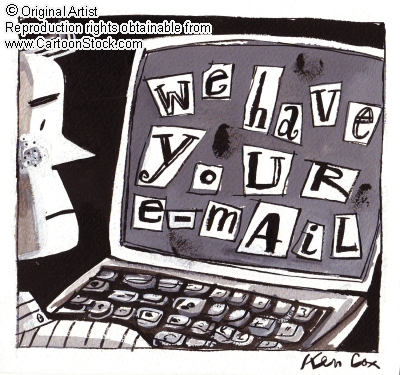 © Original Artist
Reproduction rights obtainable from
www.CartoonStock.com
we have
yOUR
e-mAiL
Ken Cox